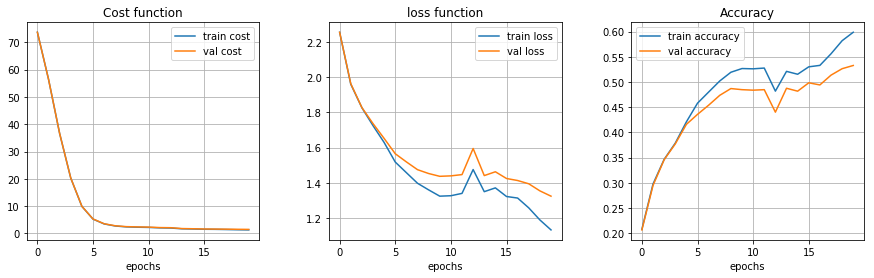 Cost function
train cost
val cost
70
60
50
40
30
20
10
0
0 5 10 15
epochs
loss function
train loss
val loss
2.2
2.0
1.8
1.6
1.4
1.2
0 5 10 15
epochs
Accuracy
train accuracy
val accuracy
0.60
0.55
0.50
0.45
0.40
0.35
0.30
0.25
0.20
0 5 10 15
epochs